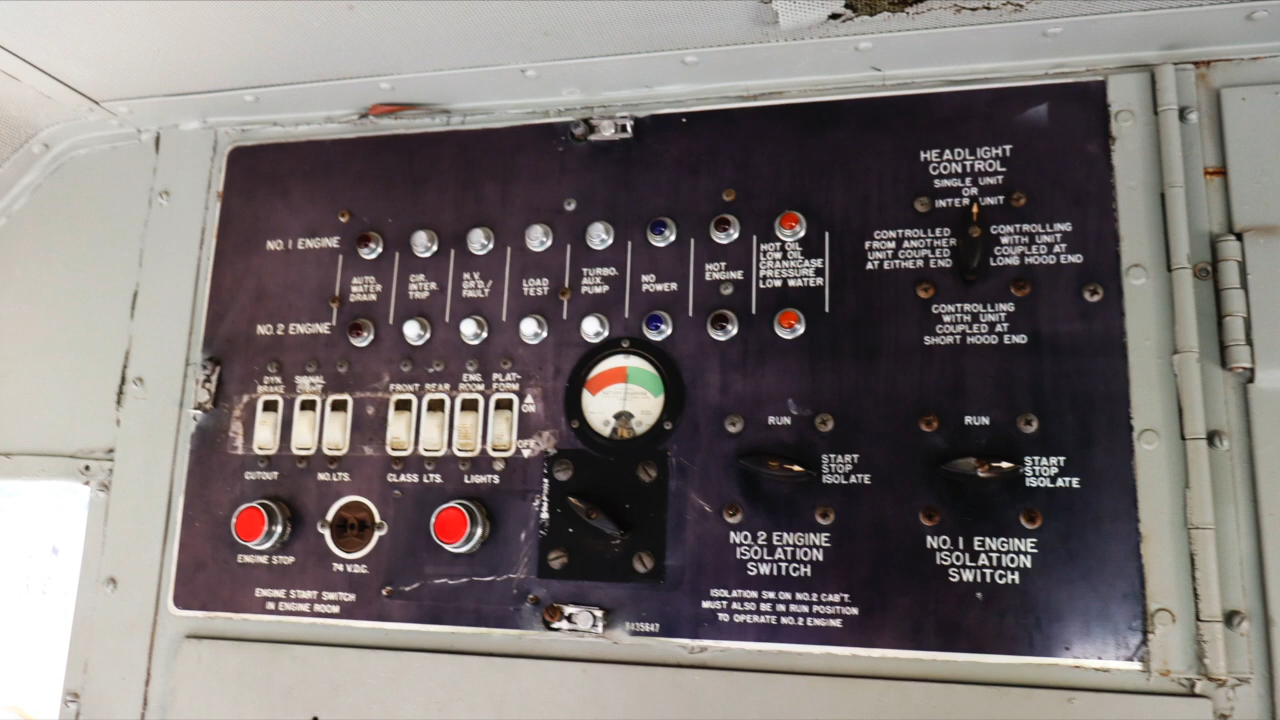 HEADLIGHT
CONTROL
SINGLE UNIT
OR
INTER UNIT
CONTROLLED
FROM ANOTHER
UNIT COUPLED
AT EITHER END
CONTROLLING
WITH UNIT
COUPLED AT
LONG HOOD END
CONTROLLING
WITH UNIT
COUPLED AT
SHORT HOOD END
NO. 1 ENGINE
AUTO.
WATER
DRAIN
CIR.
INTER.
TRIP
H.V.
GR'D./
FAULT
LOAD
TEST
TURBO.
AUX.
PUMP
NO
POWER
HOT
ENGINE
HOT OIL
LOW OIL
CRANKCASE
PRESSURE
LOW WATER
NO. 2 ENGINE
DYN.
BRAKE
SIGNAL
LIGHT
FRONT
REAR
ENG.
ROOM
PLAT-
FORM
ON
OFF
CUTOUT
NO. LTS.
CLASS LTS.
LIGHTS
ENGINE STOP
74 V.D.C.
ENGINE START SWITCH
IN ENGINE ROOM
RUN
START
STOP
ISOLATE
NO. 2 ENGINE
ISOLATION
SWITCH
ISOLATION SW. ON NO. 2 CAB'T.
MUST ALSO BE IN RUN POSITION
TO OPERATE NO. 2 ENGINE
RUN
START
STOP
ISOLATE
NO. 1 ENGINE
ISOLATION
SWITCH
8435647